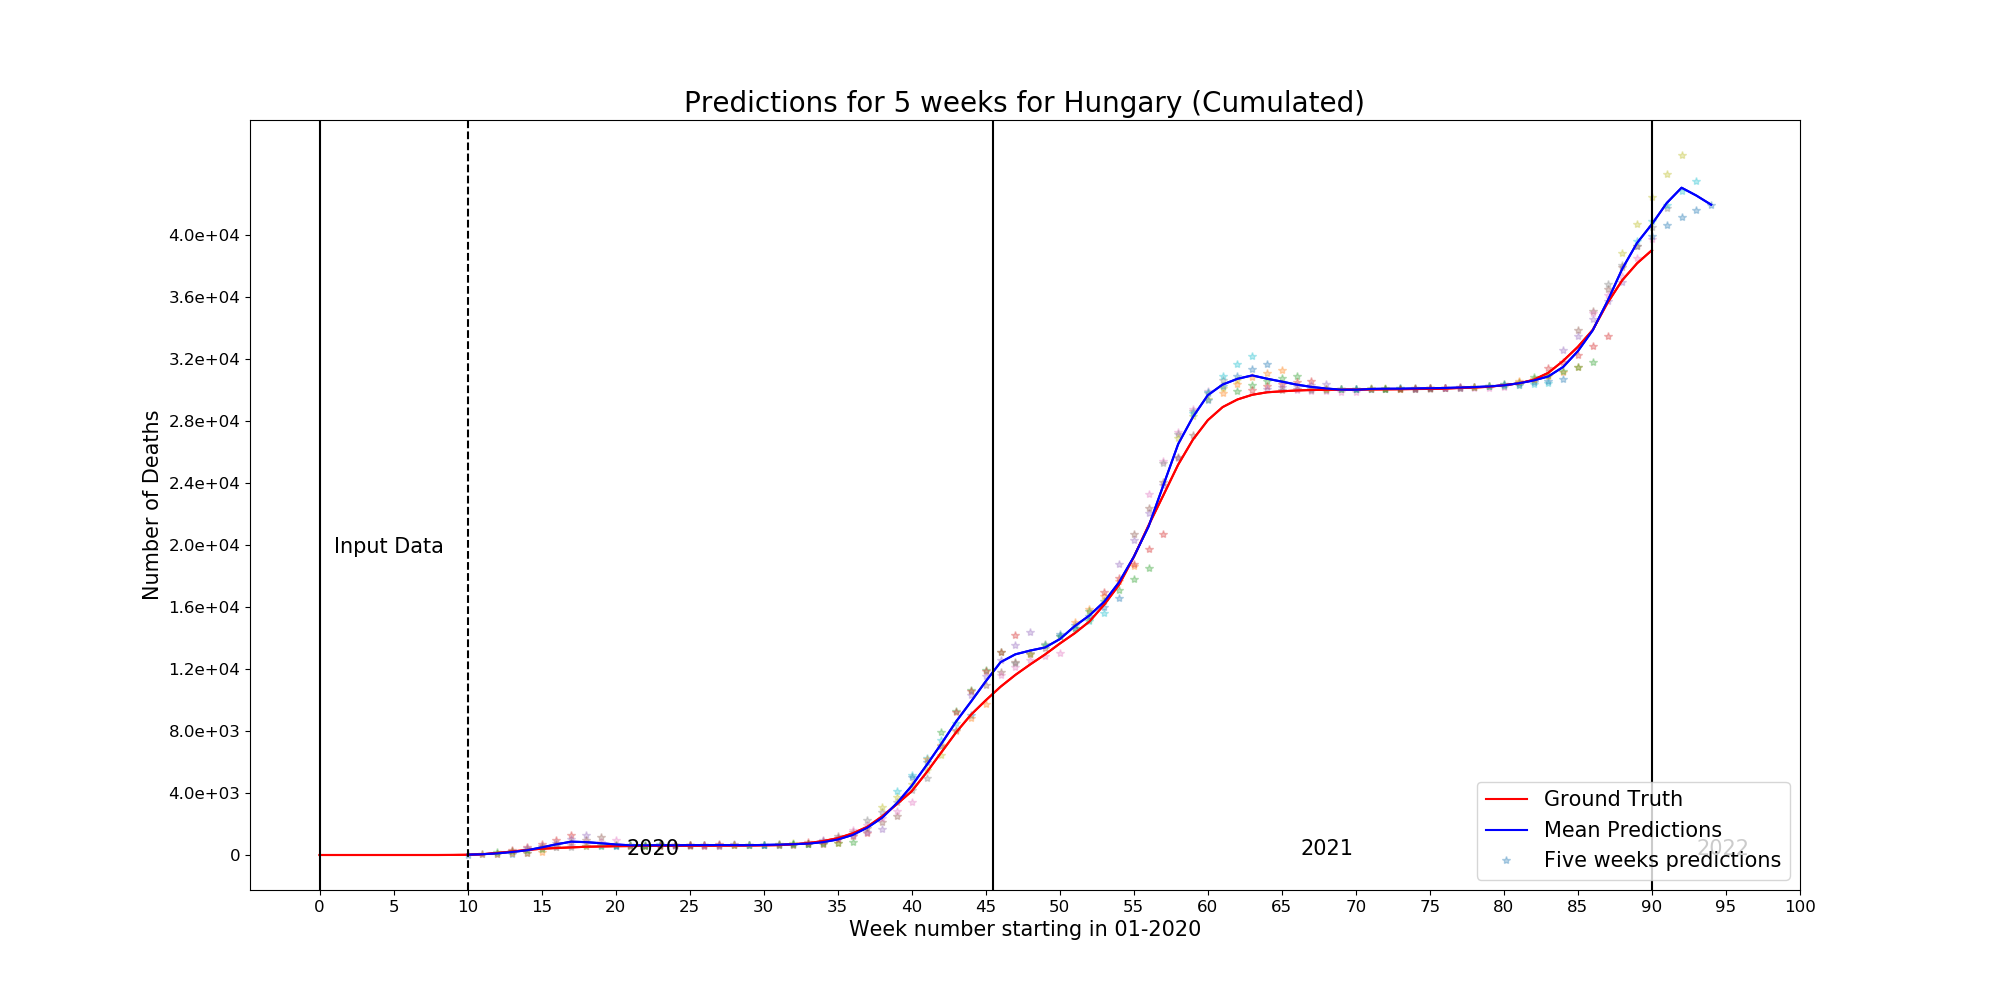 Predictions for 5 weeks for Hungary (Cumulated)
Number of Deaths
4.0e+04
3.6e+04
3.2e+04
2.8e+04
2.4e+04
2.0e+04
1.6e+04
1.2e+04
8.0e+03
4.0e+03
0
Input Data
2020
2021
2022
Ground Truth
Mean Predictions
Five weeks predictions
0 5 10 15 20 25 30 35 40 45 50 55 60 65 70 75 80 85 90 95 100
Week number starting in 01-2020